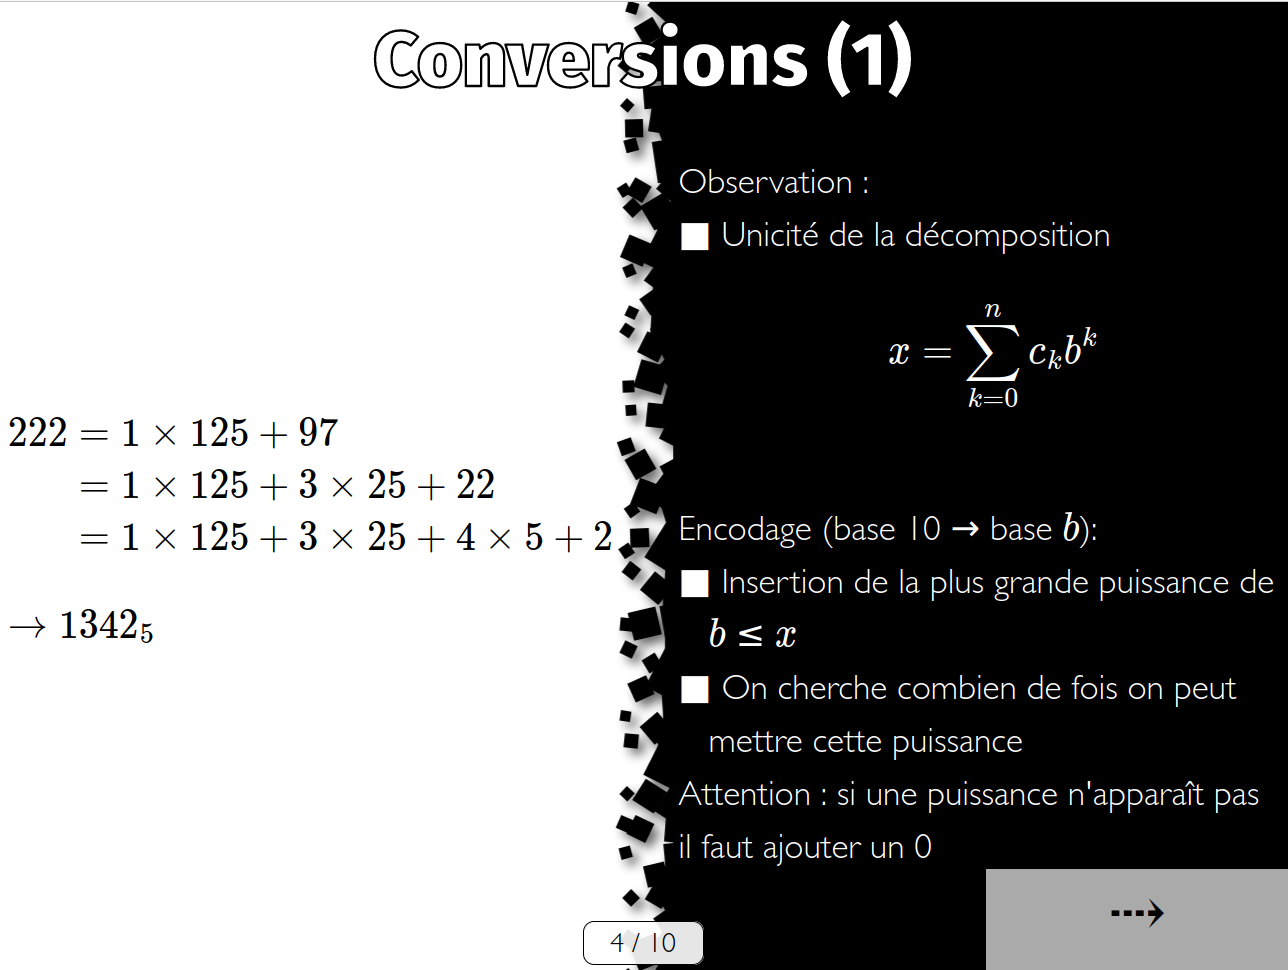 Conversions (1)
222 = 1 × 125 + 97
= 1 × 125 + 3 × 25 + 22
= 1 × 125 + 3 × 25 + 4 × 5 + 2
→ 1342₅
Observation :
Unicité de la décomposition
x = ∑ₖ₌₀ⁿ cₖbᵏ
Encodage (base 10 → base b):
Insertion de la plus grande puissance de
b ≤ x
On cherche combien de fois on peut
mettre cette puissance
Attention : si une puissance n'apparaît pas
il faut ajouter un 0
4 / 10